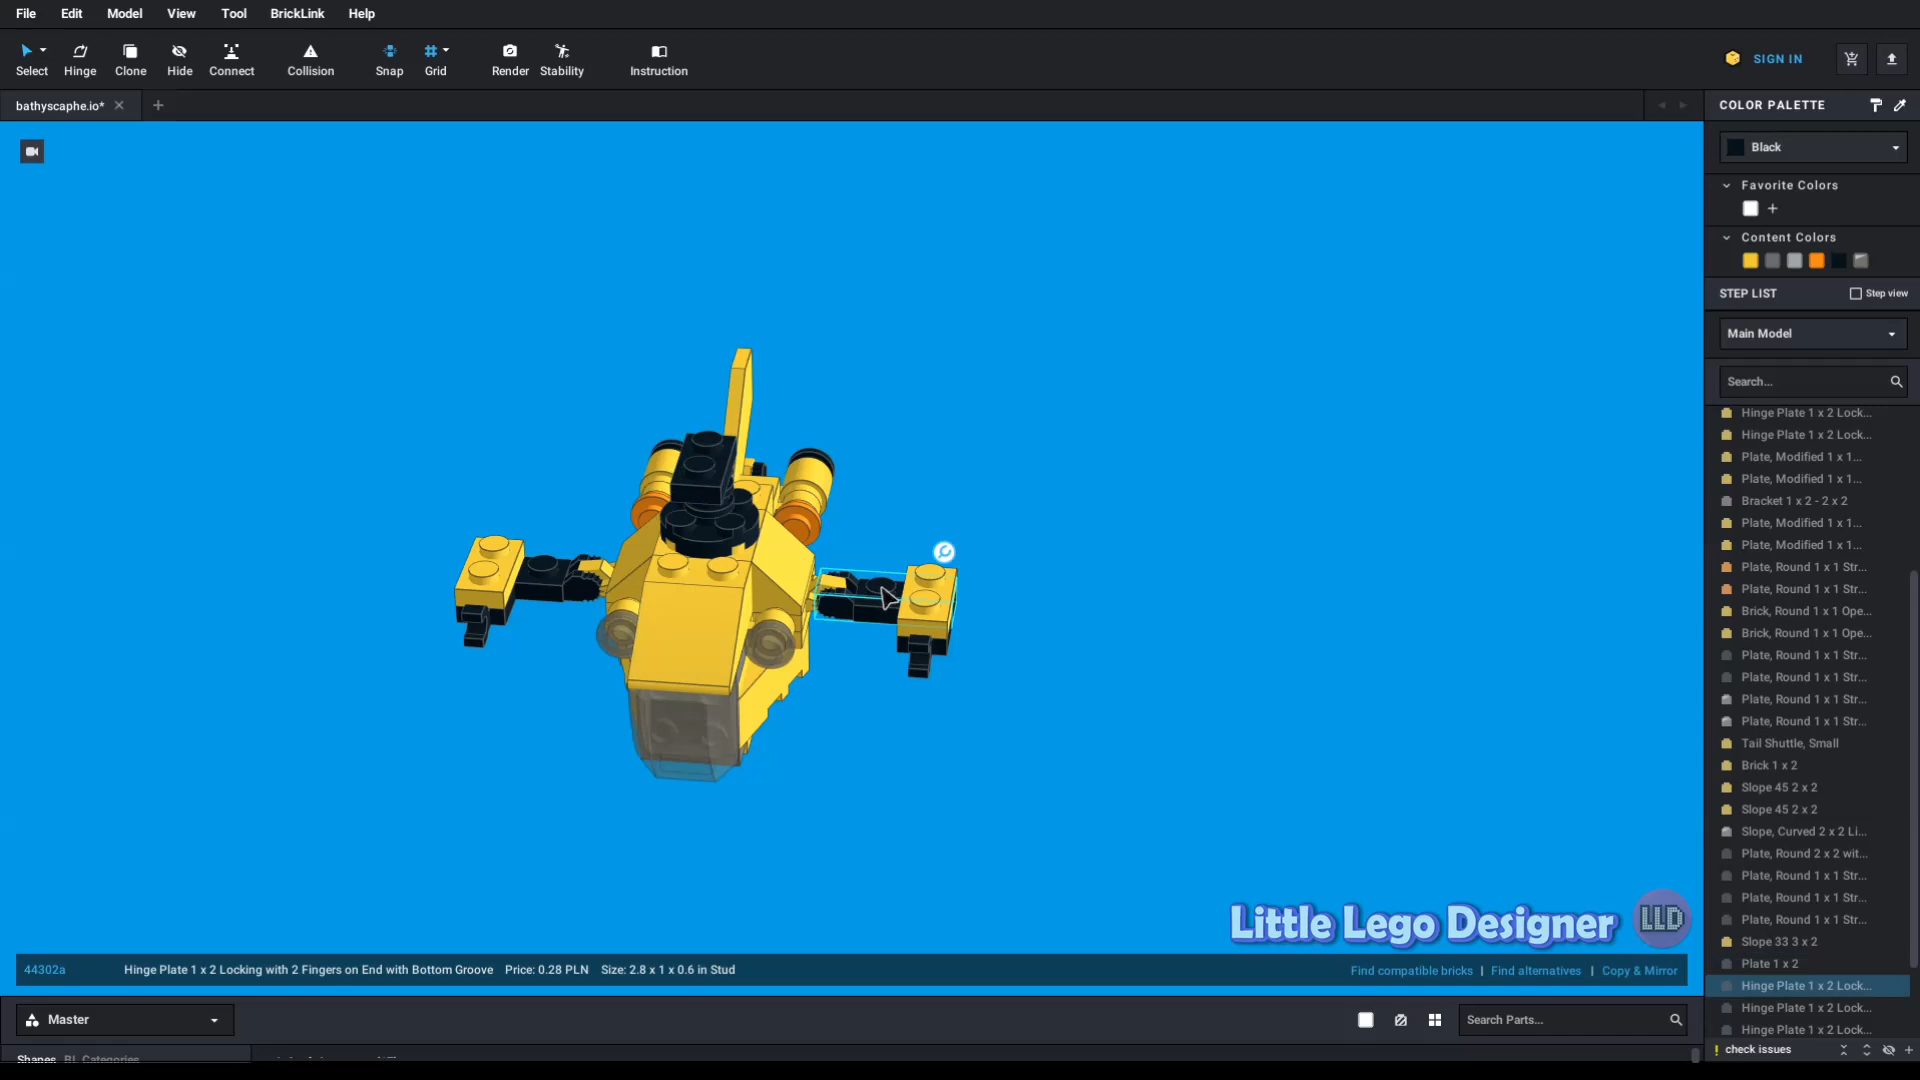 File Edit Model View Tool BrickLink Help
Select Hinge Clone Hide Connect Collision Snap Grid Render Stability Instruction
SIGN IN
bathyscaphe.io*
COLOR PALETTE
Black
Favorite Colors
Content Colors
STEP LIST Step view
Main Model
Search...
Hinge Plate 1 x 2 Lock...
Hinge Plate 1 x 2 Lock...
Plate, Modified 1 x 1...
Plate, Modified 1 x 1...
Bracket 1 x 2 - 2 x 2
Plate, Modified 1 x 1...
Plate, Modified 1 x 1...
Plate, Round 1 x 1 Str...
Plate, Round 1 x 1 Str...
Brick, Round 1 x 1 Ope...
Brick, Round 1 x 1 Ope...
Plate, Round 1 x 1 Str...
Plate, Round 1 x 1 Str...
Plate, Round 1 x 1 Str...
Plate, Round 1 x 1 Str...
Tail Shuttle, Small
Brick 1 x 2
Slope 45 2 x 2
Slope 45 2 x 2
Slope, Curved 2 x 2 Li...
Plate, Round 2 x 2 wit...
Plate, Round 1 x 1 Str...
Plate, Round 1 x 1 Str...
Plate, Round 1 x 1 Str...
Slope 33 3 x 2
Plate 1 x 2
Hinge Plate 1 x 2 Lock...
Hinge Plate 1 x 2 Lock...
Hinge Plate 1 x 2 Lock...
check issues
Little Lego Designer LLD
44302a Hinge Plate 1 x 2 Locking with 2 Fingers on End with Bottom Groove Price: 0.28 PLN Size: 2.8 x 1 x 0.6 in Stud Find compatible bricks | Find alternatives | Copy & Mirror
Master
Search Parts...
Shapes BL Categories